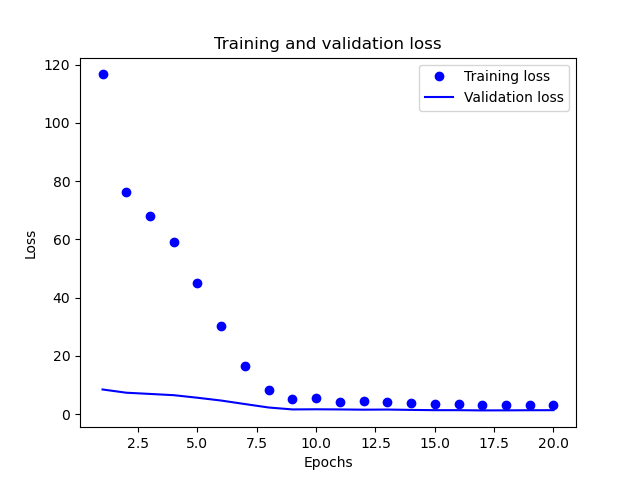 Training and validation loss
Training loss
Validation loss
120
100
80
60
40
20
0
Loss
2.5 5.0 7.5 10.0 12.5 15.0 17.5 20.0
Epochs